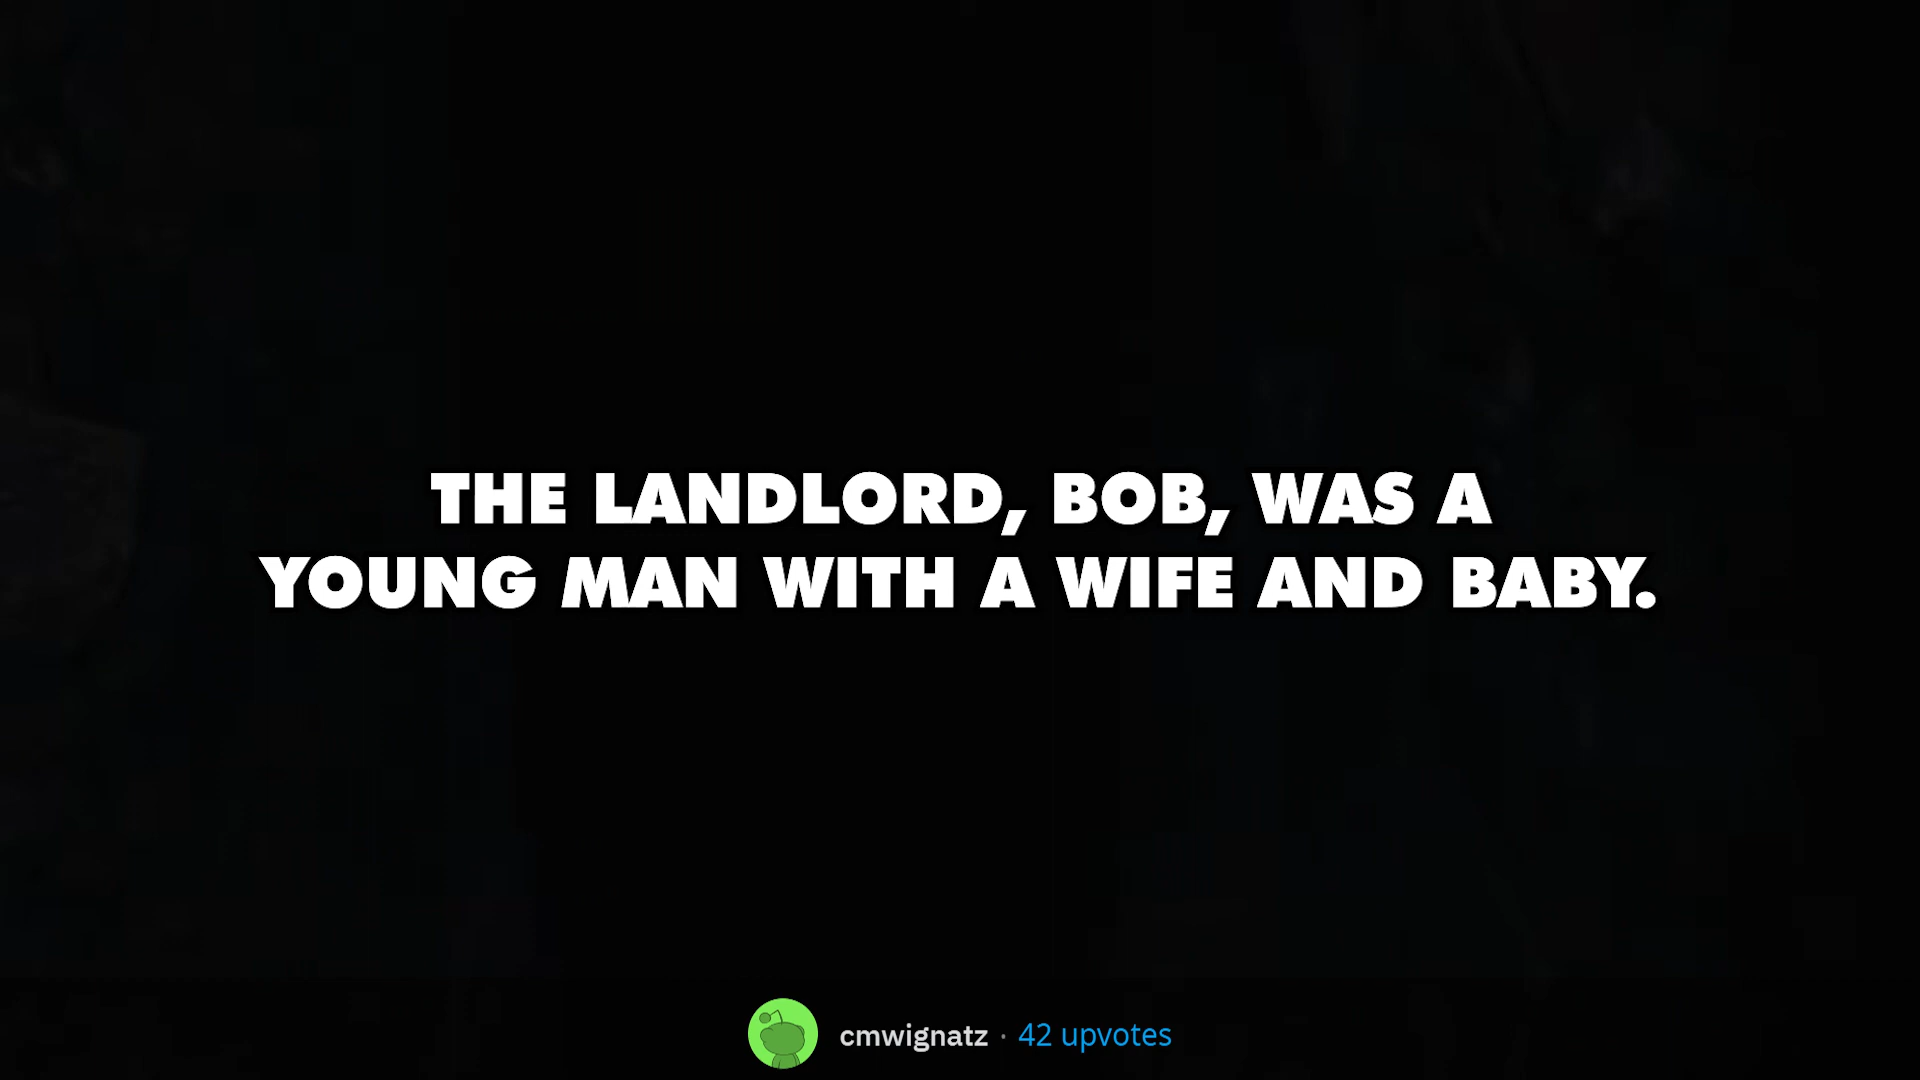 THE LANDLORD, BOB, WAS A
YOUNG MAN WITH A WIFE AND BABY.
cmwignatz · 42 upvotes